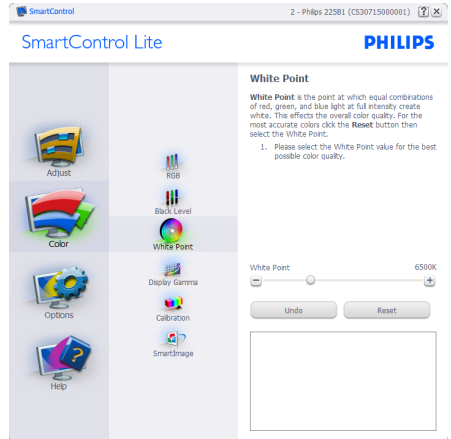 SmartControl
2 - Philips 225B1 (CS30715000001)
SmartControl Lite
PHILIPS
Adjust
Color
Options
Help
RGB
Black Level
White Point
Display Gamma
Calibration
SmartImage
White Point
White Point is the point at which equal combinations
of red, green, and blue light at full intensity create
white. This effects the overall color quality. For the
most accurate colors click the Reset button then
select the White Point.
1. Please select the White Point value for the best
possible color quality.
White Point 6500K
Undo Reset